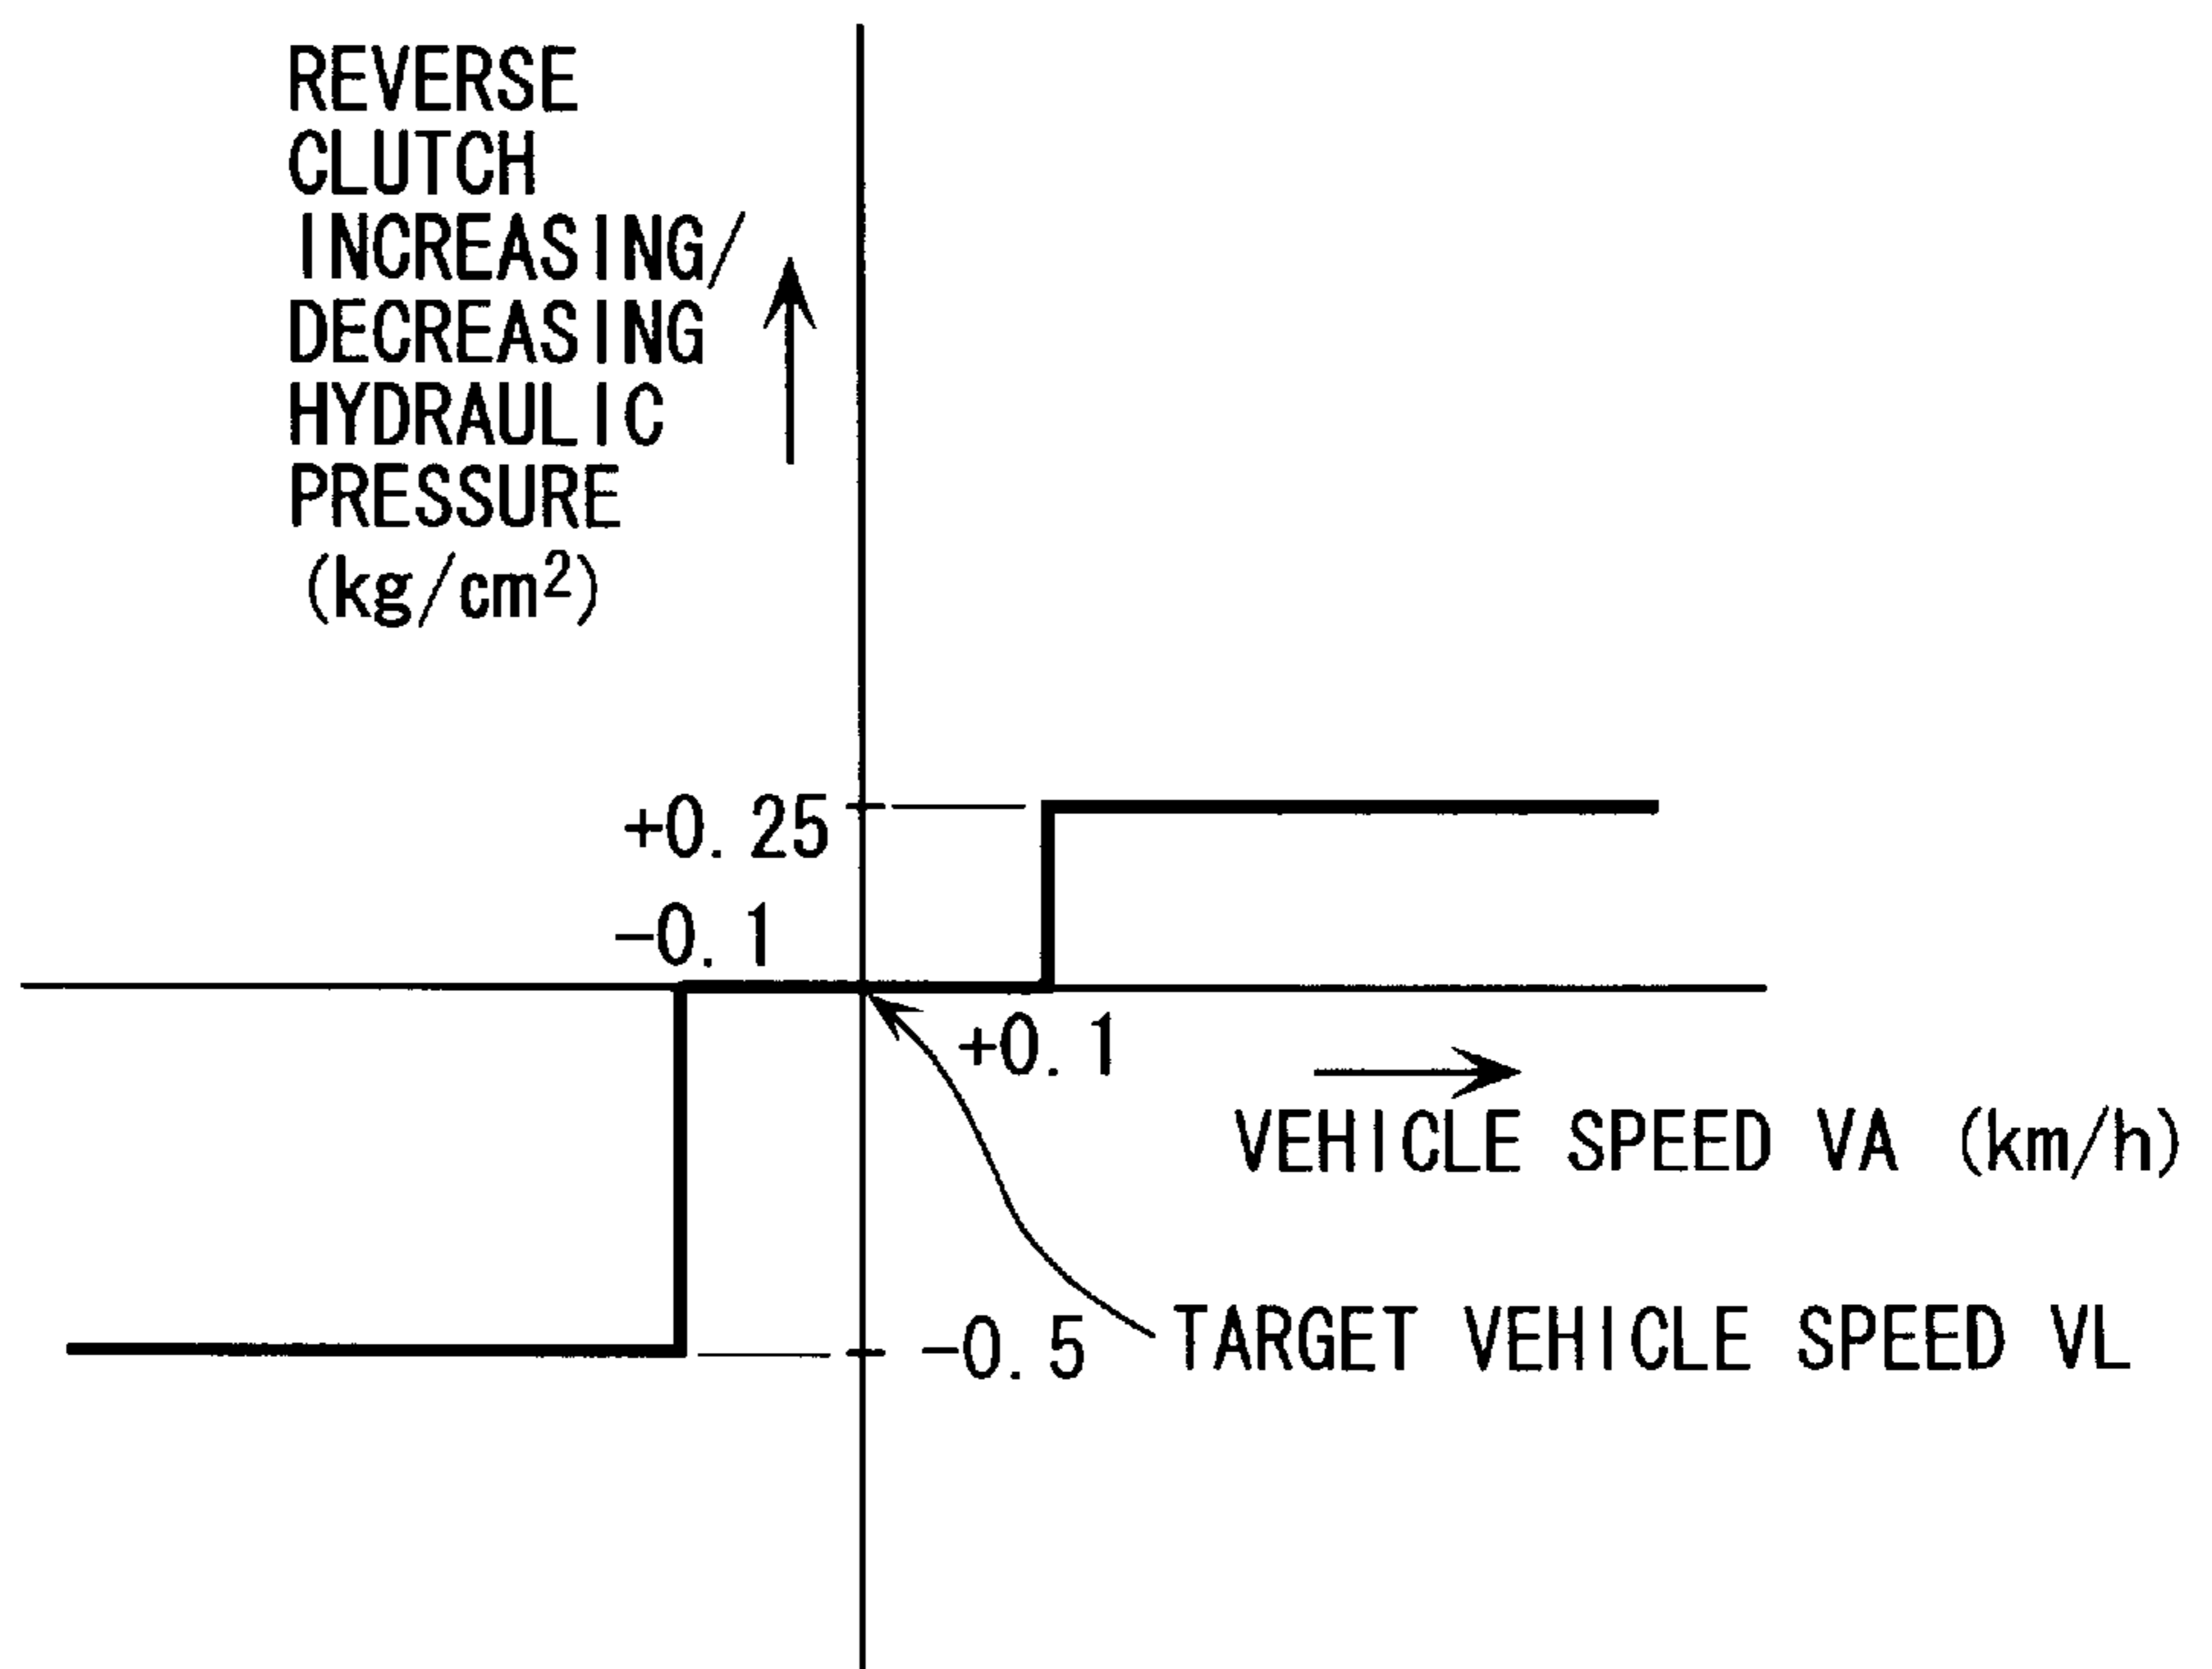 REVERSE
CLUTCH
INCREASING/
DECREASING
HYDRAULIC
PRESSURE
(kg/cm²)
+0.25
-0.1
+0.1
VEHICLE SPEED VA (km/h)
-0.5
TARGET VEHICLE SPEED VL